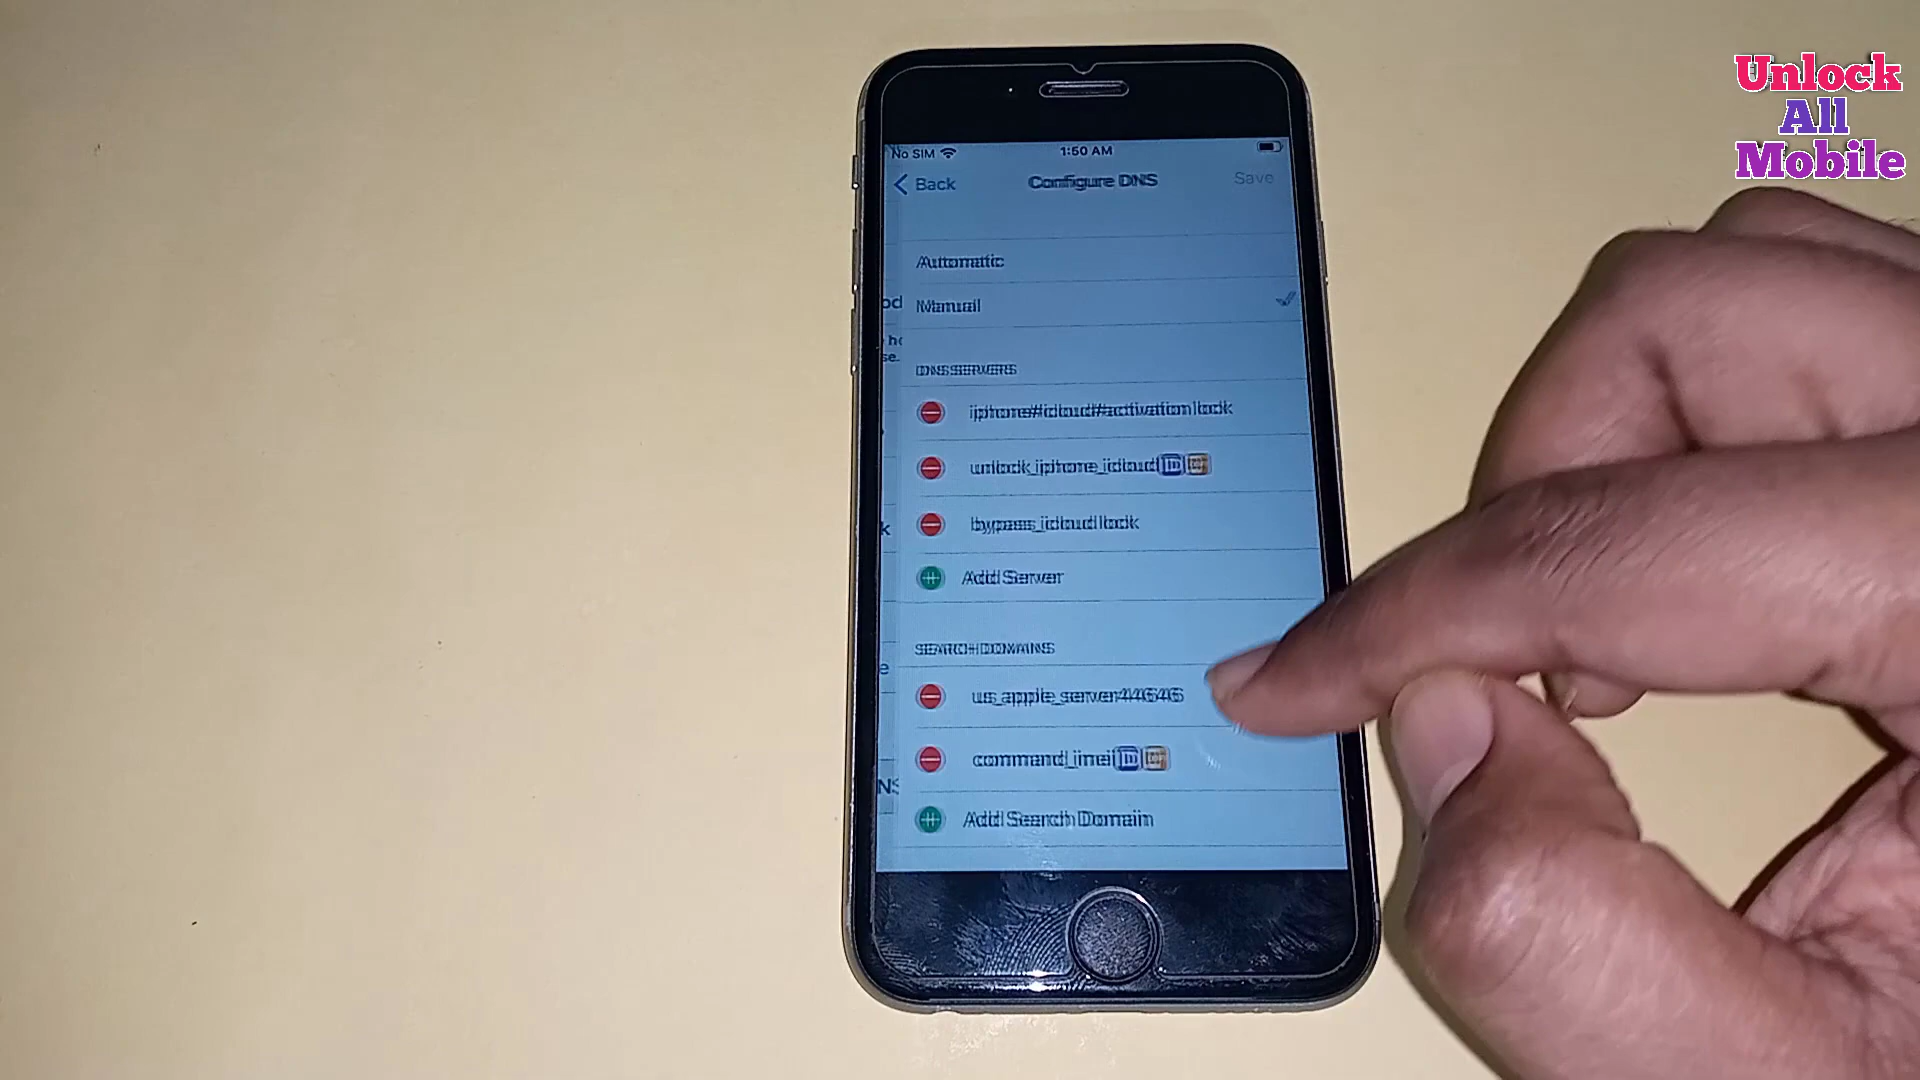 Unlock
All
Mobile
No SIM 1:50 AM
Back Configure DNS Save
Automatic
Manual
DNS SERVERS
iphone#icloud#activation lock
unlock_iphone_icloud
bypass_icloud lock
Add Server
SEARCH DOMAINS
us_apple_server44646
command_imei
Add Search Domain